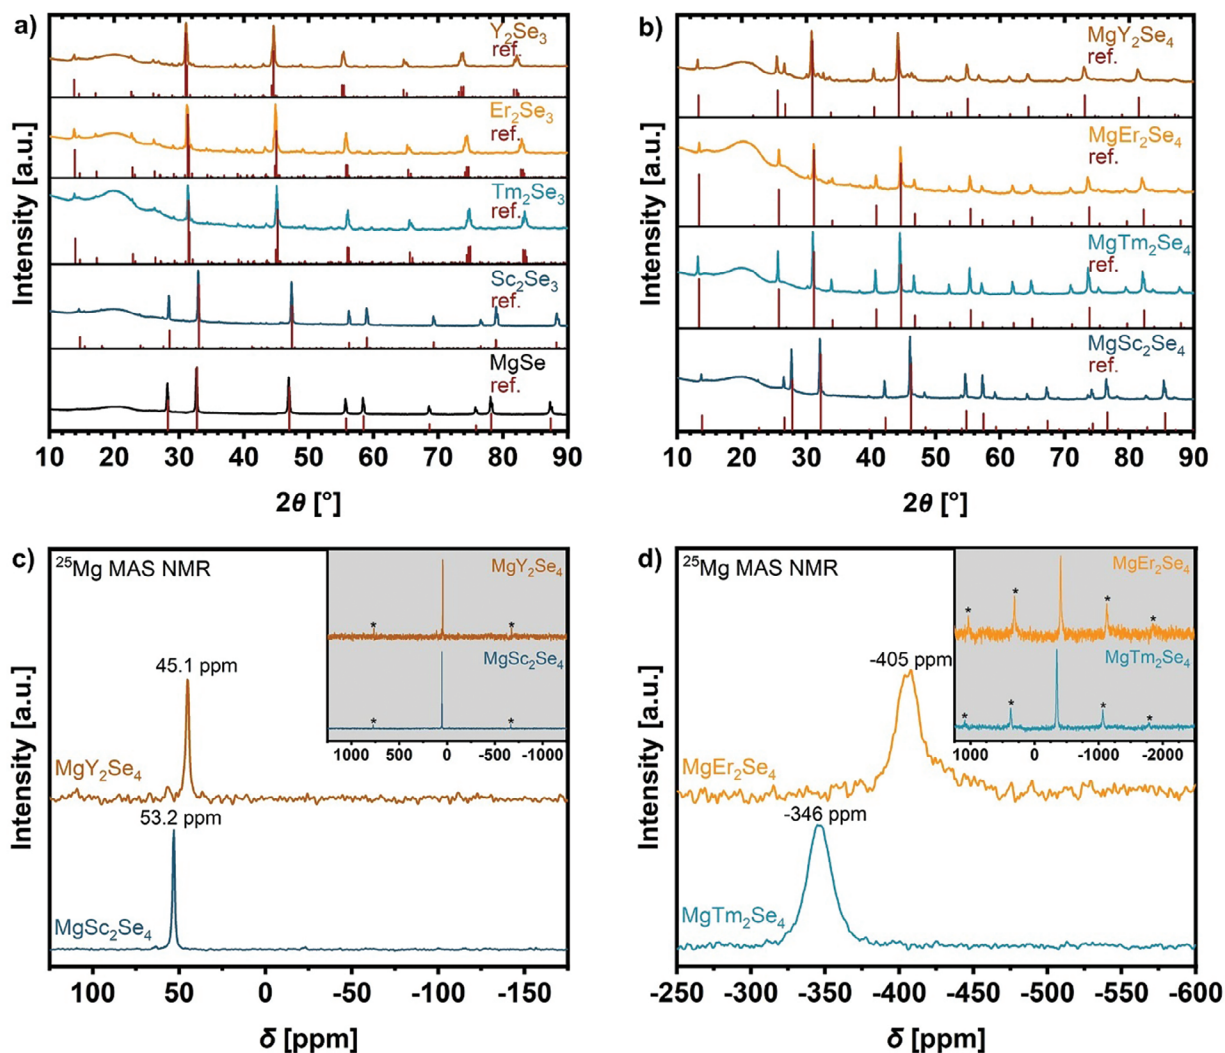 a)
Y₂Se₃
ref.
Er₂Se₃
ref.
Tm₂Se₃
ref.
Sc₂Se₃
ref.
MgSe
ref.
Intensity [a.u.]
10 20 30 40 50 60 70 80 90
2θ [°]
b)
MgY₂Se₄
ref.
MgEr₂Se₄
ref.
MgTm₂Se₄
ref.
MgSc₂Se₄
ref.
Intensity [a.u.]
10 20 30 40 50 60 70 80 90
2θ [°]
c)
²⁵Mg MAS NMR
MgY₂Se₄
* *
MgSc₂Se₄
* *
1000 500 0 -500 -1000
45.1 ppm
MgY₂Se₄
53.2 ppm
MgSc₂Se₄
Intensity [a.u.]
100 50 0 -50 -100 -150
δ [ppm]
d)
²⁵Mg MAS NMR
MgEr₂Se₄
* * * *
MgTm₂Se₄
* * * *
1000 0 -1000 -2000
-405 ppm
MgEr₂Se₄
-346 ppm
MgTm₂Se₄
Intensity [a.u.]
-250 -300 -350 -400 -450 -500 -550 -600
δ [ppm]